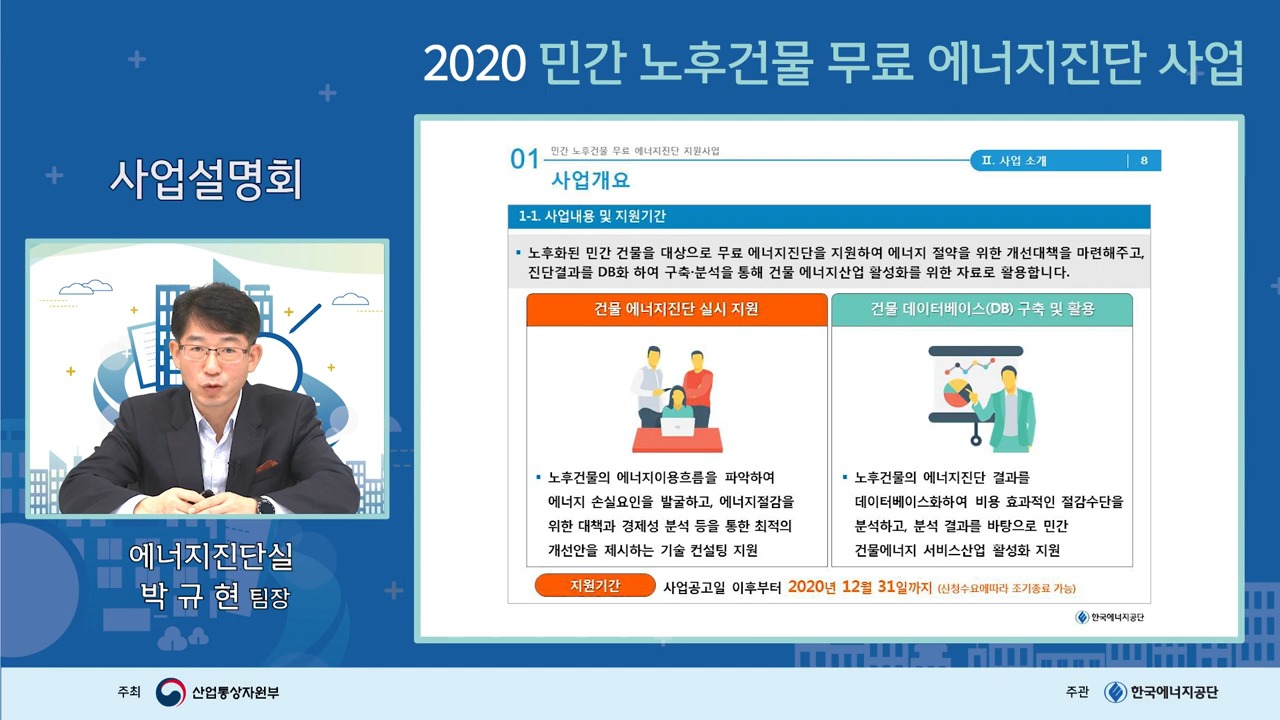 2020 민간 노후건물 무료 에너지진단 사업
사업설명회
에너지진단실
박 규 현 팀장
01
민간 노후건물 무료 에너지진단 지원사업
사업개요
Ⅱ. 사업 소개 | 8
1-1. 사업내용 및 지원기간
▪ 노후화된 민간 건물을 대상으로 무료 에너지진단을 지원하여 에너지 절약을 위한 개선대책을 마련해주고,
진단결과를 DB화 하여 구축·분석을 통해 건물 에너지산업 활성화를 위한 자료로 활용합니다.
건물 에너지진단 실시 지원
▪ 노후건물의 에너지이용흐름을 파악하여
에너지 손실요인을 발굴하고, 에너지절감을
위한 대책과 경제성 분석 등을 통한 최적의
개선안을 제시하는 기술 컨설팅 지원
건물 데이터베이스(DB) 구축 및 활용
▪ 노후건물의 에너지진단 결과를
데이터베이스화하여 비용 효과적인 절감수단을
분석하고, 분석 결과를 바탕으로 민간
건물에너지 서비스산업 활성화 지원
지원기간 사업공고일 이후부터 2020년 12월 31일까지 (신청수요에따라 조기종료 가능)
한국에너지공단
주최 산업통상자원부
주관 한국에너지공단